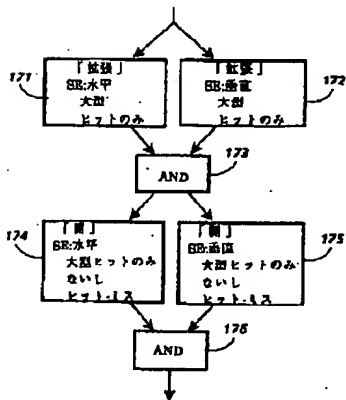 171
「拡張」
SE:水平
大型
ヒットのみ
「拡張」
SE:垂直
大型
ヒットのみ
172
AND
173
174
「開」
SE:水平
大型ヒットのみ
ないし
ヒット-ミス
「開」
SE:垂直
大型ヒットのみ
ないし
ヒット-ミス
175
AND
176